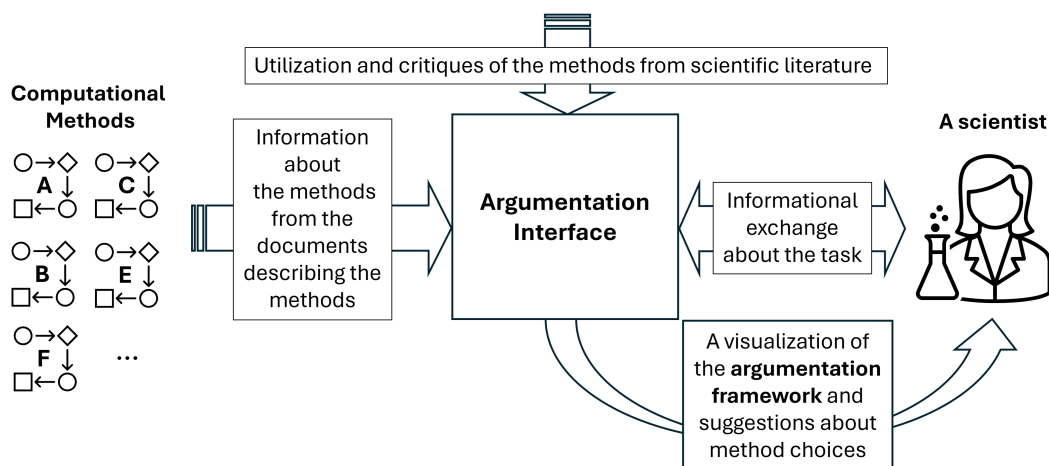 Utilization and critiques of the methods from scientific literature
Computational
Methods
A
C
B
E
F
...
Information
about
the methods
from the
documents
describing the
methods
Argumentation
Interface
Informational
exchange
about the task
A scientist
A visualization of
the argumentation
framework and
suggestions about
method choices